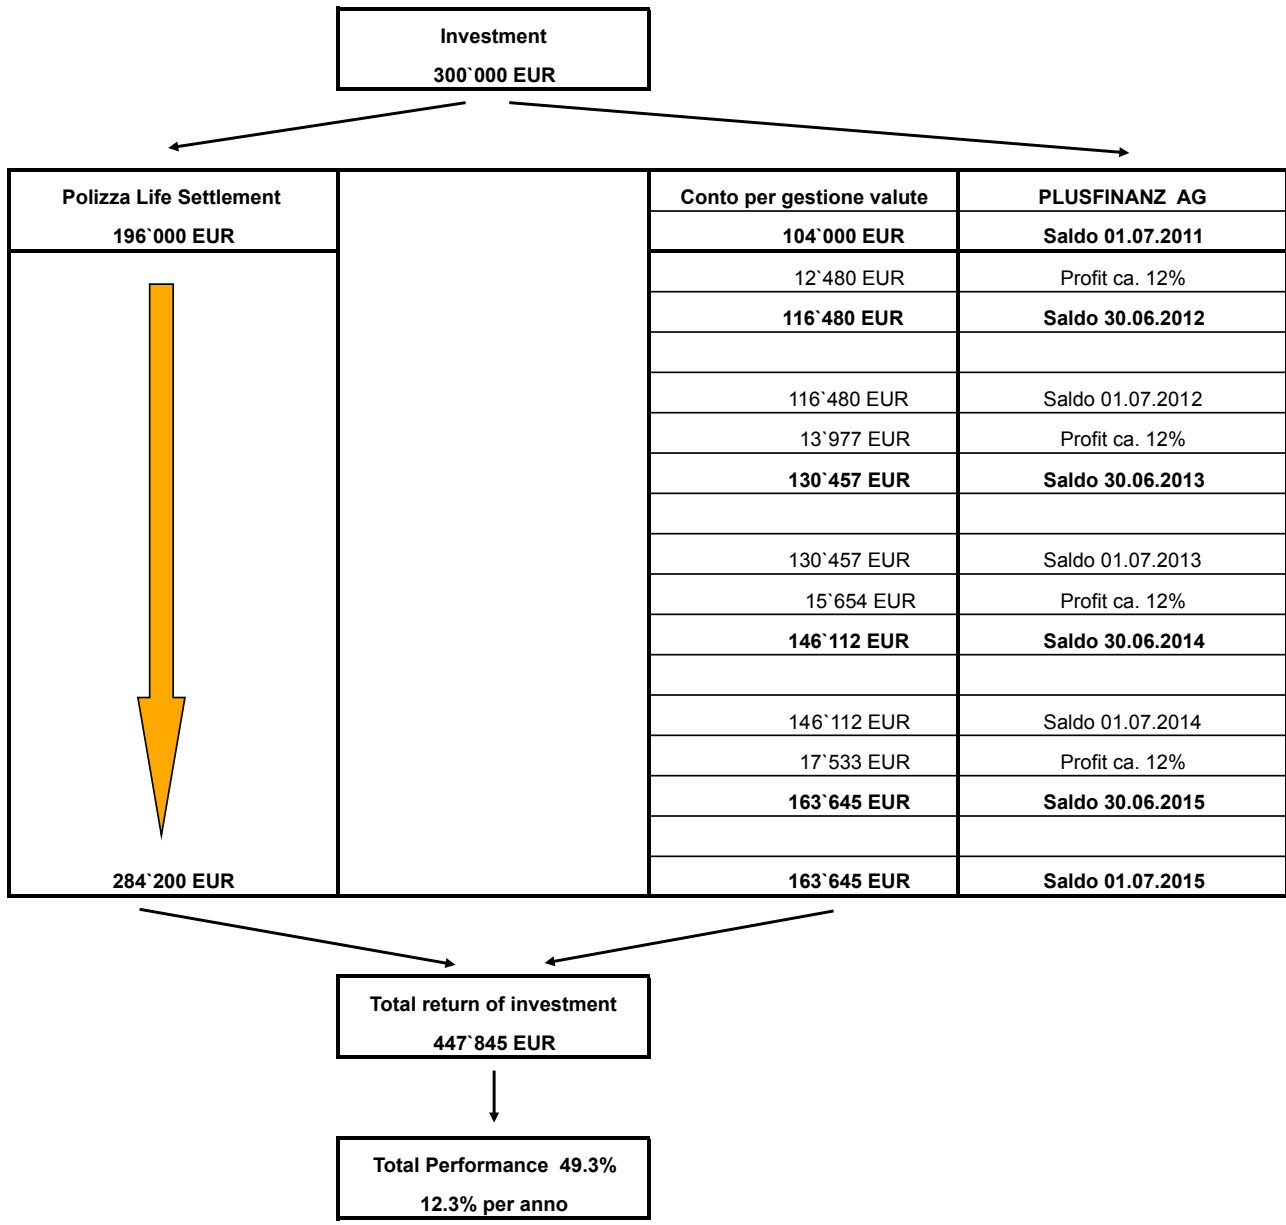 Investment
300`000 EUR
Polizza Life Settlement Conto per gestione valute PLUSFINANZ AG
196`000 EUR 104`000 EUR Saldo 01.07.2011
12`480 EUR Profit ca. 12%
116`480 EUR Saldo 30.06.2012
116`480 EUR Saldo 01.07.2012
13`977 EUR Profit ca. 12%
130`457 EUR Saldo 30.06.2013
130`457 EUR Saldo 01.07.2013
15`654 EUR Profit ca. 12%
146`112 EUR Saldo 30.06.2014
146`112 EUR Saldo 01.07.2014
17`533 EUR Profit ca. 12%
163`645 EUR Saldo 30.06.2015
284`200 EUR 163`645 EUR Saldo 01.07.2015
Total return of investment
447`845 EUR
Total Performance 49.3%
12.3% per anno